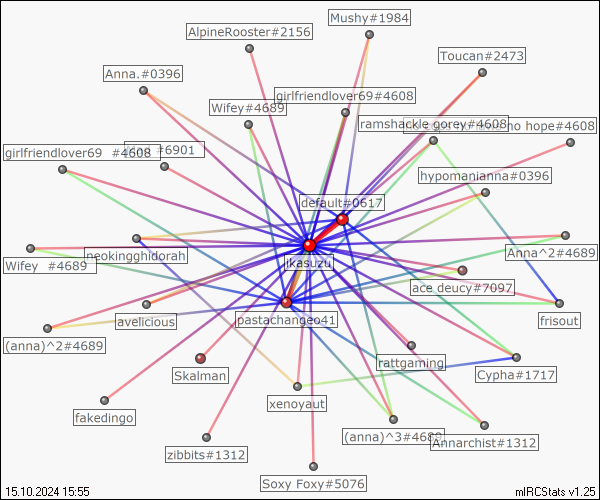 Mushy#1984
AlpineRooster#2156
Toucan#2473
Anna.#0396
girlfriendlover69#4608
Wifey#4689
ramshackle gorey#4608
no hope#4608
girlfriendlover69 #4608
#6901
hypomanianna#0396
default#0617
neokingghidorah
jkasuzu
Anna^2#4689
Wifey #4689
ace deucy#7097
avelicious
pastachangeo41
frisout
(anna)^2#4689
rattgaming
Skalman
Cypha#1717
xenoyaut
fakedingo
(anna)^3#4689
Annarchist#1312
zibbits#1312
Soxy Foxy#5076
15.10.2024 15:55
mIRCStats v1.25